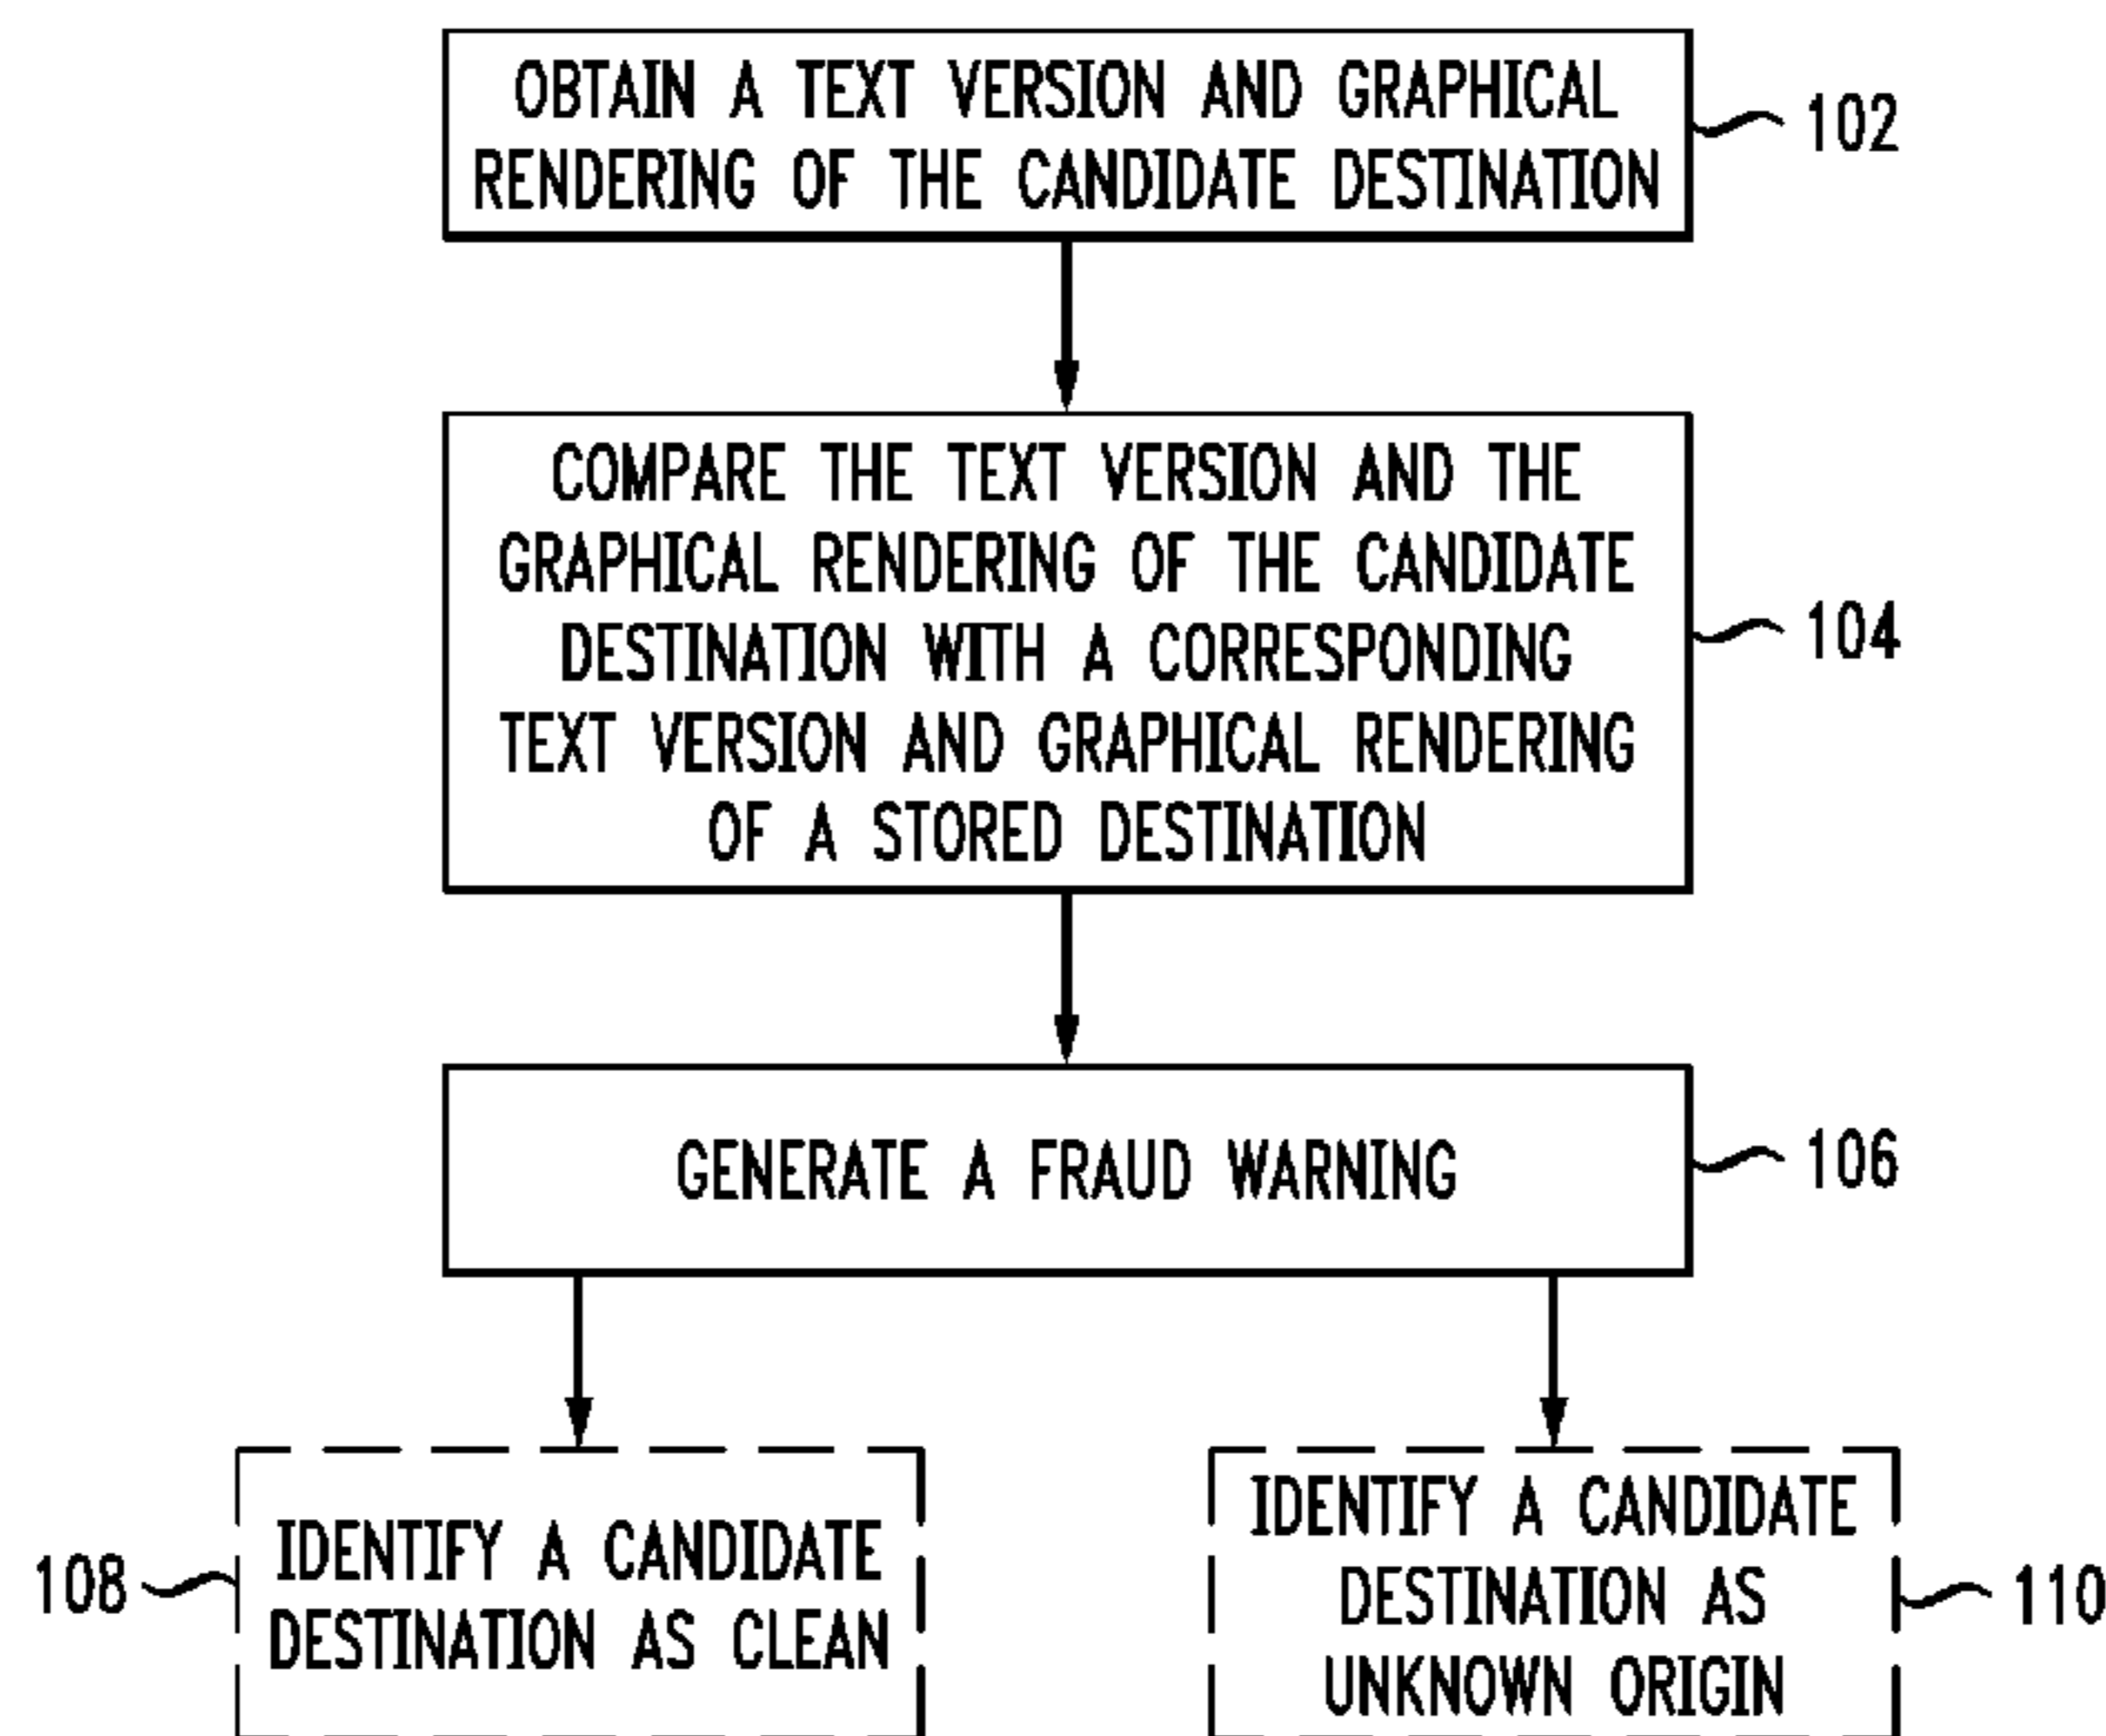 OBTAIN A TEXT VERSION AND GRAPHICAL
RENDERING OF THE CANDIDATE DESTINATION
102
COMPARE THE TEXT VERSION AND THE
GRAPHICAL RENDERING OF THE CANDIDATE
DESTINATION WITH A CORRESPONDING
TEXT VERSION AND GRAPHICAL RENDERING
OF A STORED DESTINATION
104
GENERATE A FRAUD WARNING
106
108
IDENTIFY A CANDIDATE
DESTINATION AS CLEAN
IDENTIFY A CANDIDATE
DESTINATION AS
UNKNOWN ORIGIN
110